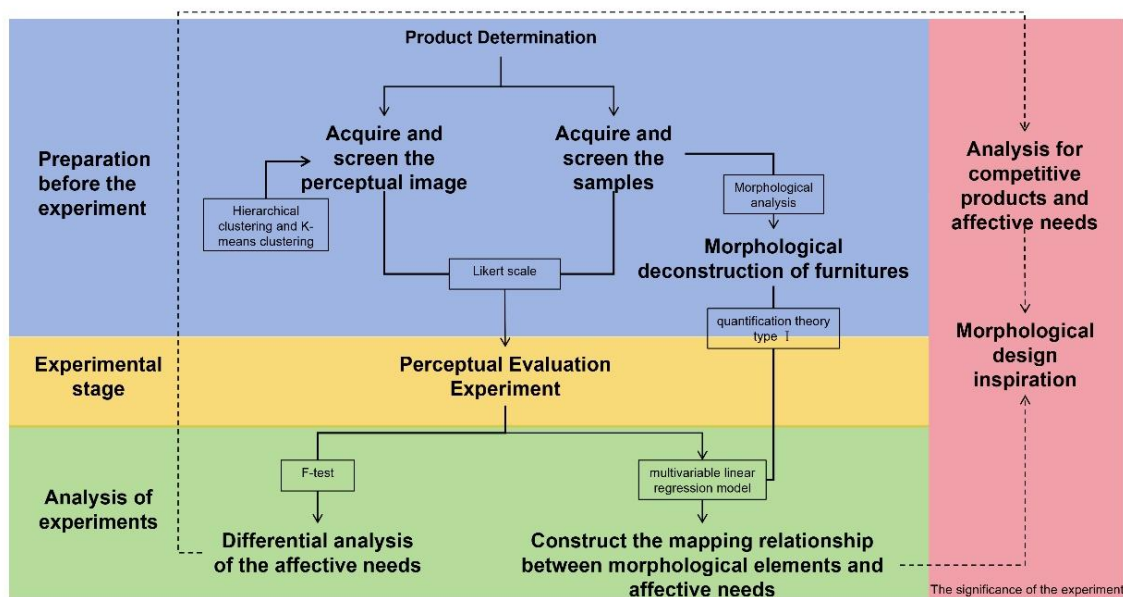 Product Determination
Preparation
before the
experiment
Acquire and
screen the
perceptual image
Acquire and
screen the
samples
Hierarchical
clustering and K-
means clustering
Morphological
analysis
Morphological
deconstruction of furnitures
Likert scale
quantification theory
type I
Analysis for
competitive
products and
affective needs
Morphological
design
inspiration
Experimental
stage
Perceptual Evaluation
Experiment
Analysis of
experiments
F-test
multivariable linear
regression model
Differential analysis
of the affective needs
Construct the mapping relationship
between morphological elements and
affective needs
The significance of the experiment